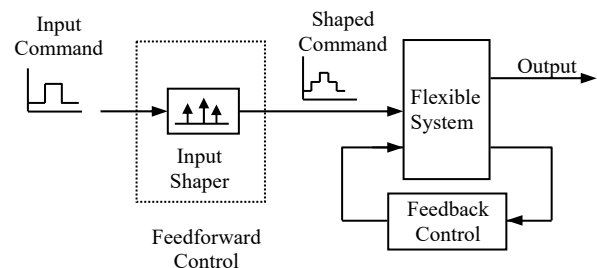 Input
Command
Shaped
Command
Input
Shaper
Feedforward
Control
Flexible
System
Output
Feedback
Control